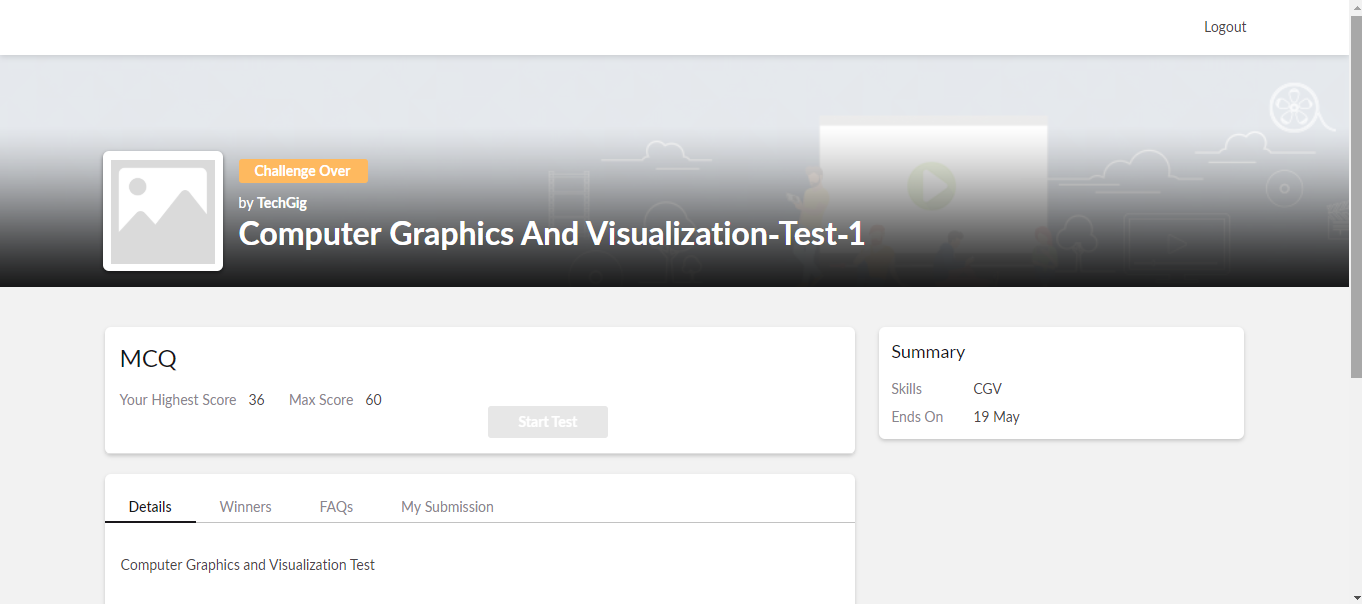 Logout
Challenge Over
by TechGig
Computer Graphics And Visualization-Test-1
MCQ
Your Highest Score 36 Max Score 60
Start Test
Summary
Skills CGV
Ends On 19 May
Details Winners FAQs My Submission
Computer Graphics and Visualization Test